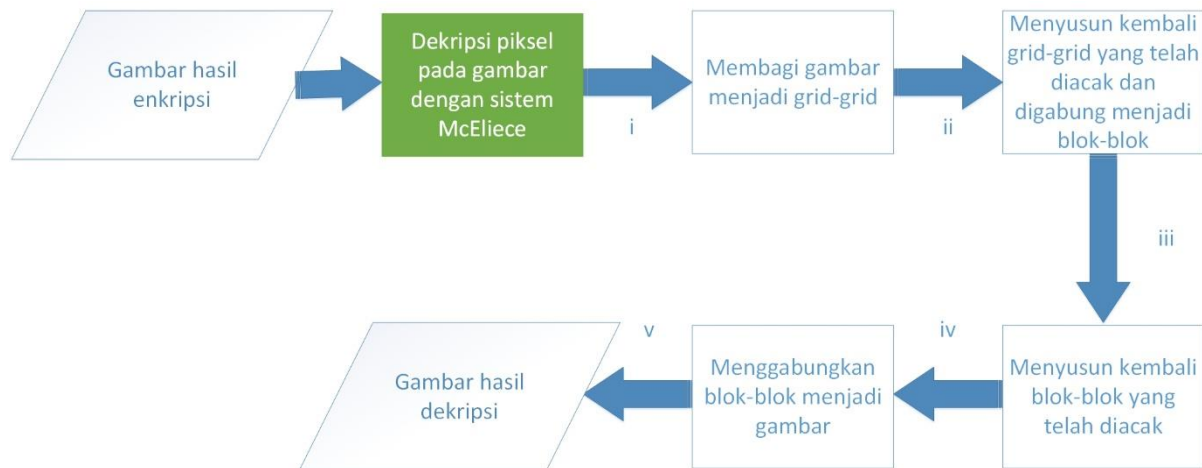 Gambar hasil
enkripsi
Dekripsi piksel
pada gambar
dengan sistem
McEliece
i
Membagi gambar
menjadi grid-grid
ii
Menyusun kembali
grid-grid yang telah
diacak dan
digabung menjadi
blok-blok
iii
Menyusun kembali
blok-blok yang
telah diacak
iv
Menggabungkan
blok-blok menjadi
gambar
v
Gambar hasil
dekripsi